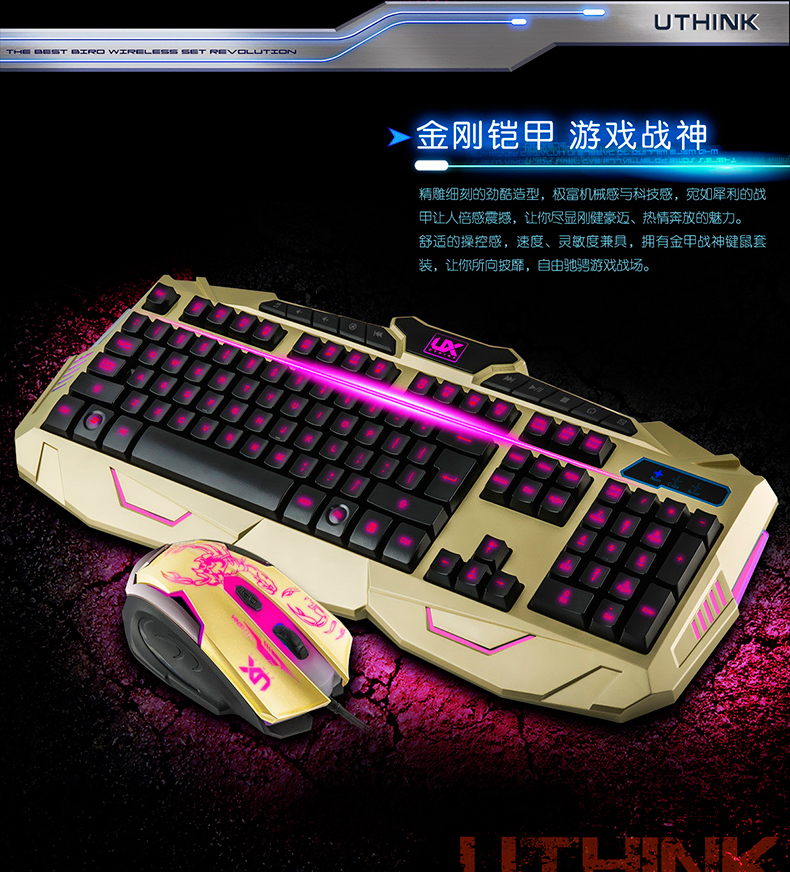 UTHINK
THE BEST BIRD WIRELESS SET REVOLUTION
金刚铠甲 游戏战神
精雕细刻的劲酷造型，极富机械感与科技感，宛如犀利的战
甲让人倍感震撼，让你尽显刚健豪迈、热情奔放的魅力。
舒适的操控感，速度、灵敏度兼具，拥有金甲战神键鼠套
装，让你所向披靡，自由驰骋游戏战场。
UX
UX
UTHINK